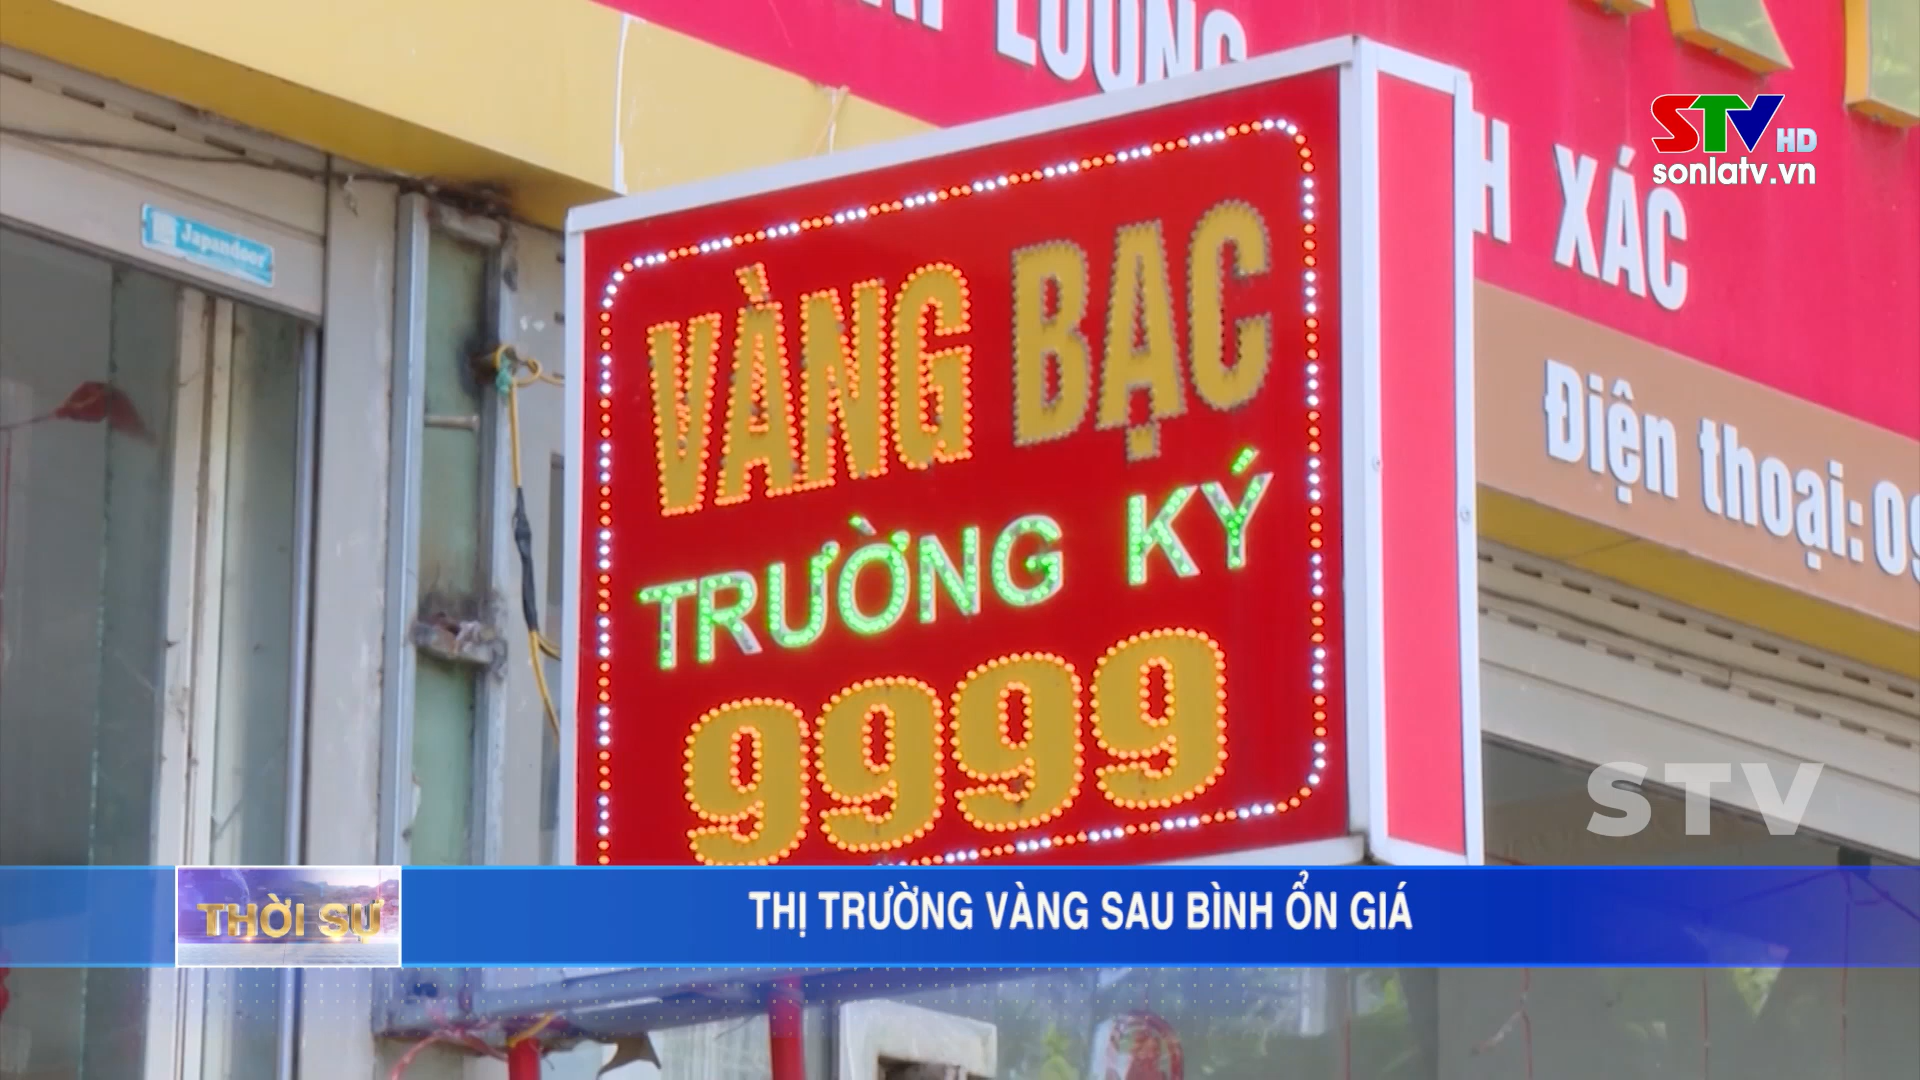 LƯỢNG
STV HD
sonlatv.vn
XÁC
Japandoor
Điện thoại: 09
VÀNG BẠC
TRƯỜNG KÝ
9999
STV
THỜI SỰ
THỊ TRƯỜNG VÀNG SAU BÌNH ỔN GIÁ